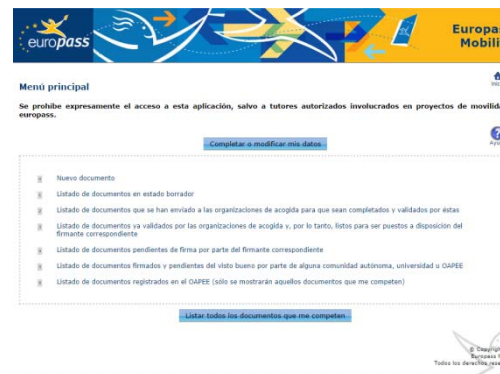 europass
Europas
Mobili
Menú principal
Inic
Se prohíbe expresamente el acceso a esta aplicación, salvo a tutores autorizados involucrados en proyectos de movilida
europass.
Ayu
Completar o modificar mis datos
Nuevo documento
Listado de documentos en estado borrador
Listado de documentos que se han enviado a las organizaciones de acogida para que sean completados y validados por éstas
Listado de documentos ya validados por las organizaciones de acogida y, por lo tanto, listos para ser puestos a disposición del
firmante correspondiente
Listado de documentos pendientes de firma por parte del firmante correspondiente
Listado de documentos firmados y pendientes del visto bueno por parte de alguna comunidad autónoma, universidad u OAPEE
Listado de documentos registrados en el OAPEE (sólo se mostrarán aquellos documentos que me competen)
Listar todos los documentos que me competen
© Copyrigh
Europass
Todos los derechos rese